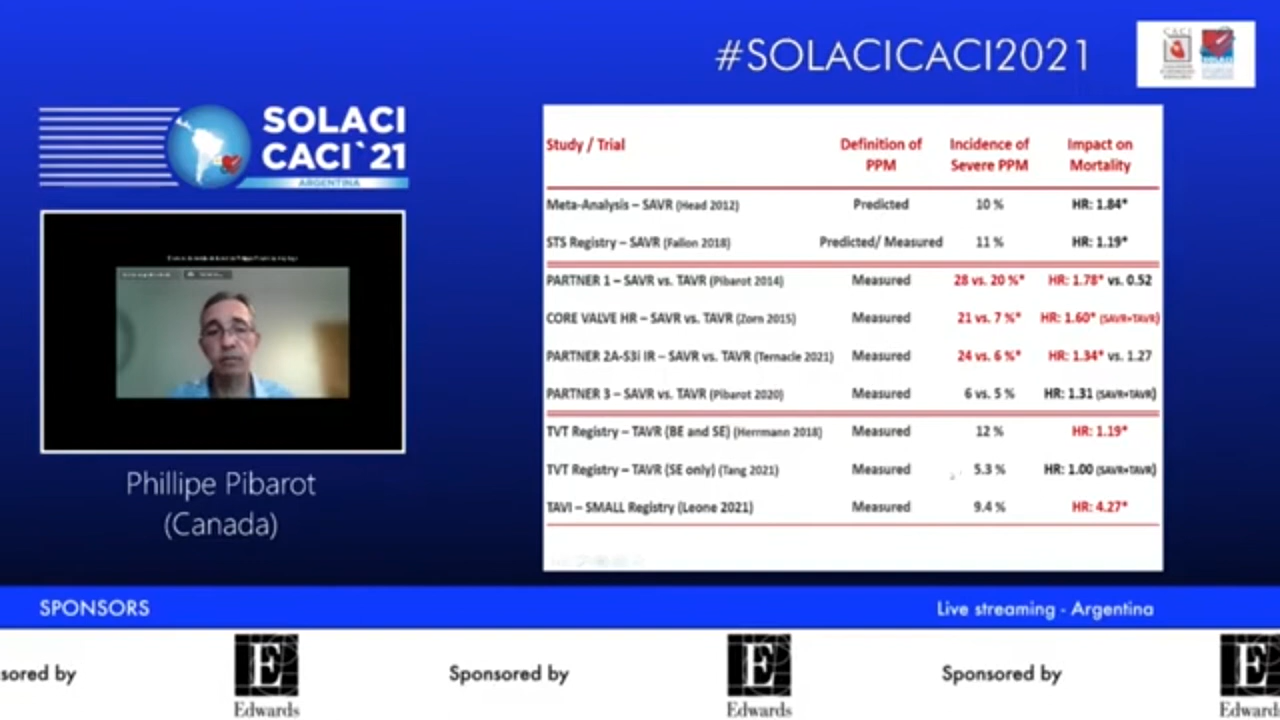 #SOLACICACI2021
SOLACI
CACI`21
ARGENTINA
Phillipe Pibarot
(Canada)
Study / Trial Definition of PPM Incidence of Severe PPM Impact on Mortality
Meta-Analysis – SAVR (Head 2012) Predicted 10 % HR: 1.84*
STS Registry – SAVR (Fallon 2018) Predicted/ Measured 11 % HR: 1.19*
PARTNER 1 – SAVR vs. TAVR (Pibarot 2014) Measured 28 vs. 20 %* HR: 1.78* vs. 0.52
CORE VALVE HR – SAVR vs. TAVR (Zorn 2015) Measured 21 vs. 7 %* HR: 1.60* (SAVR+TAVR)
PARTNER 2A-S3i IR – SAVR vs. TAVR (Ternacle 2021) Measured 24 vs. 6 %* HR: 1.34* vs. 1.27
PARTNER 3 – SAVR vs. TAVR (Pibarot 2020) Measured 6 vs. 5 % HR: 1.31 (SAVR+TAVR)
TVT Registry – TAVR (BE and SE) (Herrmann 2018) Measured 12 % HR: 1.19*
TVT Registry – TAVR (SE only) (Tang 2021) Measured 5.3 % HR: 1.00 (SAVR+TAVR)
TAVI – SMALL Registry (Leone 2021) Measured 9.4 % HR: 4.27*
SPONSORS
Live streaming - Argentina
sored by
Edwards
Sponsored by
Edwards
Sponsored by
Edward